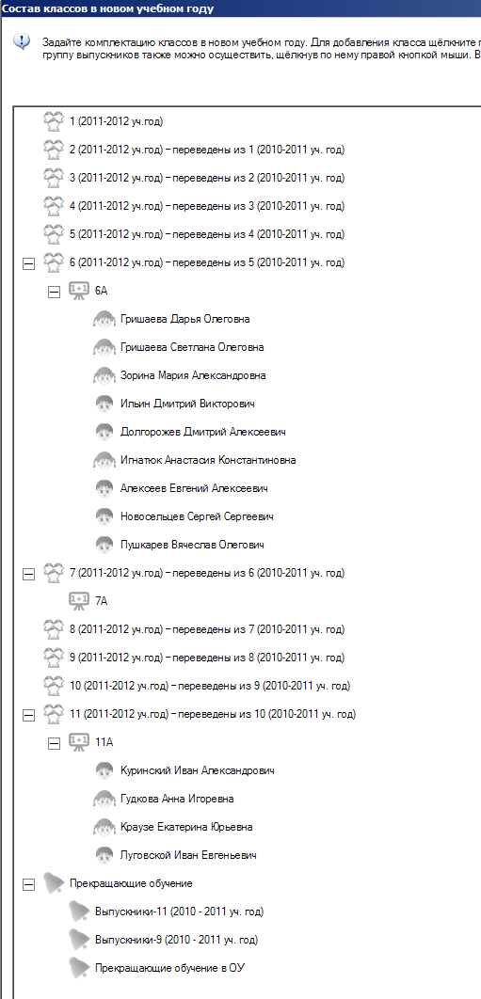 Состав классов в новом учебном году
Задайте комплектацию классов в новом учебном году. Для добавления класса щёлкните
группу выпускников также можно осуществить, щёлкнув по нему правой кнопкой мыши. В
1 (2011-2012 уч.год)
2 (2011-2012 уч.год) – переведены из 1 (2010-2011 уч. год)
3 (2011-2012 уч.год) – переведены из 2 (2010-2011 уч. год)
4 (2011-2012 уч.год) – переведены из 3 (2010-2011 уч. год)
5 (2011-2012 уч.год) – переведены из 4 (2010-2011 уч. год)
6 (2011-2012 уч.год) – переведены из 5 (2010-2011 уч. год)
1+1 6А
Гришаева Дарья Олеговна
Гришаева Светлана Олеговна
Зорина Мария Александровна
Ильин Дмитрий Викторович
Долгорожев Дмитрий Алексеевич
Игнатюк Анастасия Константиновна
Алексеев Евгений Алексеевич
Новосельцев Сергей Сергеевич
Пушкарев Вячеслав Олегович
7 (2011-2012 уч.год) – переведены из 6 (2010-2011 уч. год)
1+1 7А
8 (2011-2012 уч.год) – переведены из 7 (2010-2011 уч. год)
9 (2011-2012 уч.год) – переведены из 8 (2010-2011 уч. год)
10 (2011-2012 уч.год) – переведены из 9 (2010-2011 уч. год)
11 (2011-2012 уч.год) – переведены из 10 (2010-2011 уч. год)
1+1 11А
Куринский Иван Александрович
Гудкова Анна Игоревна
Краузе Екатерина Юрьевна
Луговской Иван Евгеньевич
Прекращающие обучение
Выпускники-11 (2010 - 2011 уч. год)
Выпускники-9 (2010 - 2011 уч. год)
Прекращающие обучение в ОУ